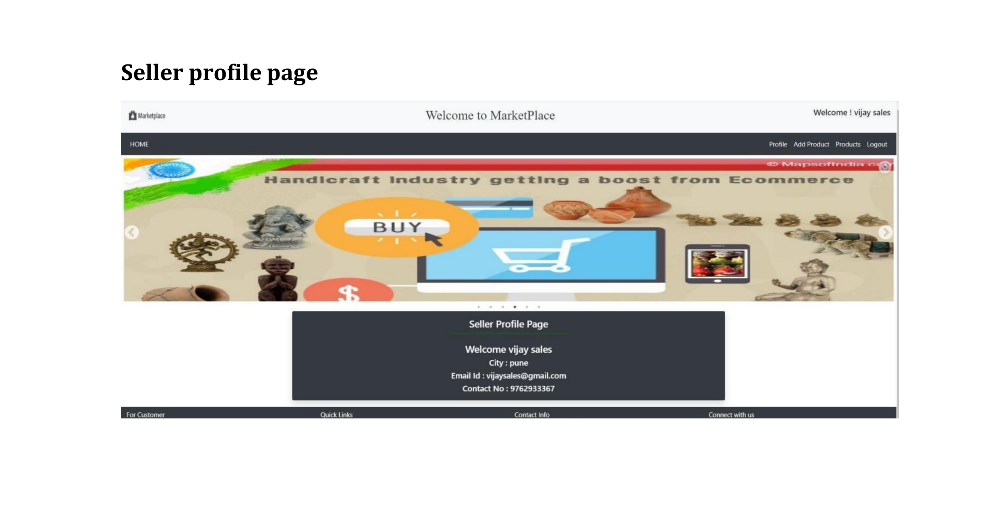 Seller profile page
Marketplace
Welcome to MarketPlace
Welcome ! vijay sales
HOME
Profile Add Product Products Logout
© MapsofIndia.c
Handicraft Industry getting a boost from Ecommerce
BUY
$
Seller Profile Page
Welcome vijay sales
City : pune
Email Id : vijaysales@gmail.com
Contact No : 9762933367
For Customer Quick Links Contact Info Connect with us